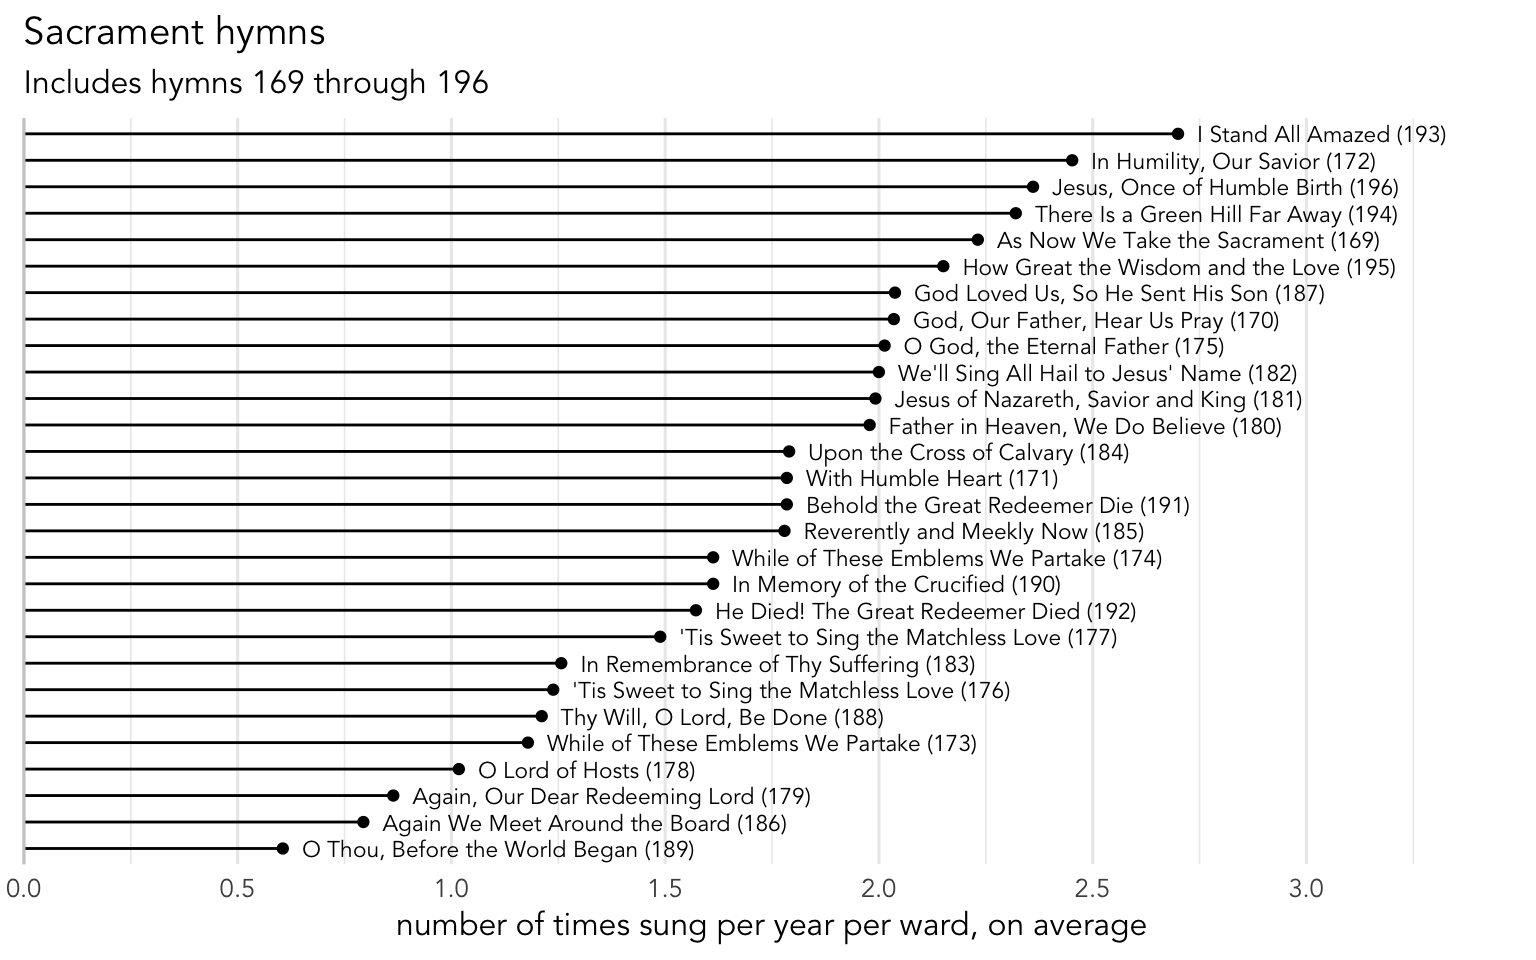 Sacrament hymns
Includes hymns 169 through 196
I Stand All Amazed (193)
In Humility, Our Savior (172)
Jesus, Once of Humble Birth (196)
There Is a Green Hill Far Away (194)
As Now We Take the Sacrament (169)
How Great the Wisdom and the Love (195)
God Loved Us, So He Sent His Son (187)
God, Our Father, Hear Us Pray (170)
O God, the Eternal Father (175)
We'll Sing All Hail to Jesus' Name (182)
Jesus of Nazareth, Savior and King (181)
Father in Heaven, We Do Believe (180)
Upon the Cross of Calvary (184)
With Humble Heart (171)
Behold the Great Redeemer Die (191)
Reverently and Meekly Now (185)
While of These Emblems We Partake (174)
In Memory of the Crucified (190)
He Died! The Great Redeemer Died (192)
'Tis Sweet to Sing the Matchless Love (177)
In Remembrance of Thy Suffering (183)
'Tis Sweet to Sing the Matchless Love (176)
Thy Will, O Lord, Be Done (188)
While of These Emblems We Partake (173)
O Lord of Hosts (178)
Again, Our Dear Redeeming Lord (179)
Again We Meet Around the Board (186)
O Thou, Before the World Began (189)
0.0 0.5 1.0 1.5 2.0 2.5 3.0
number of times sung per year per ward, on average